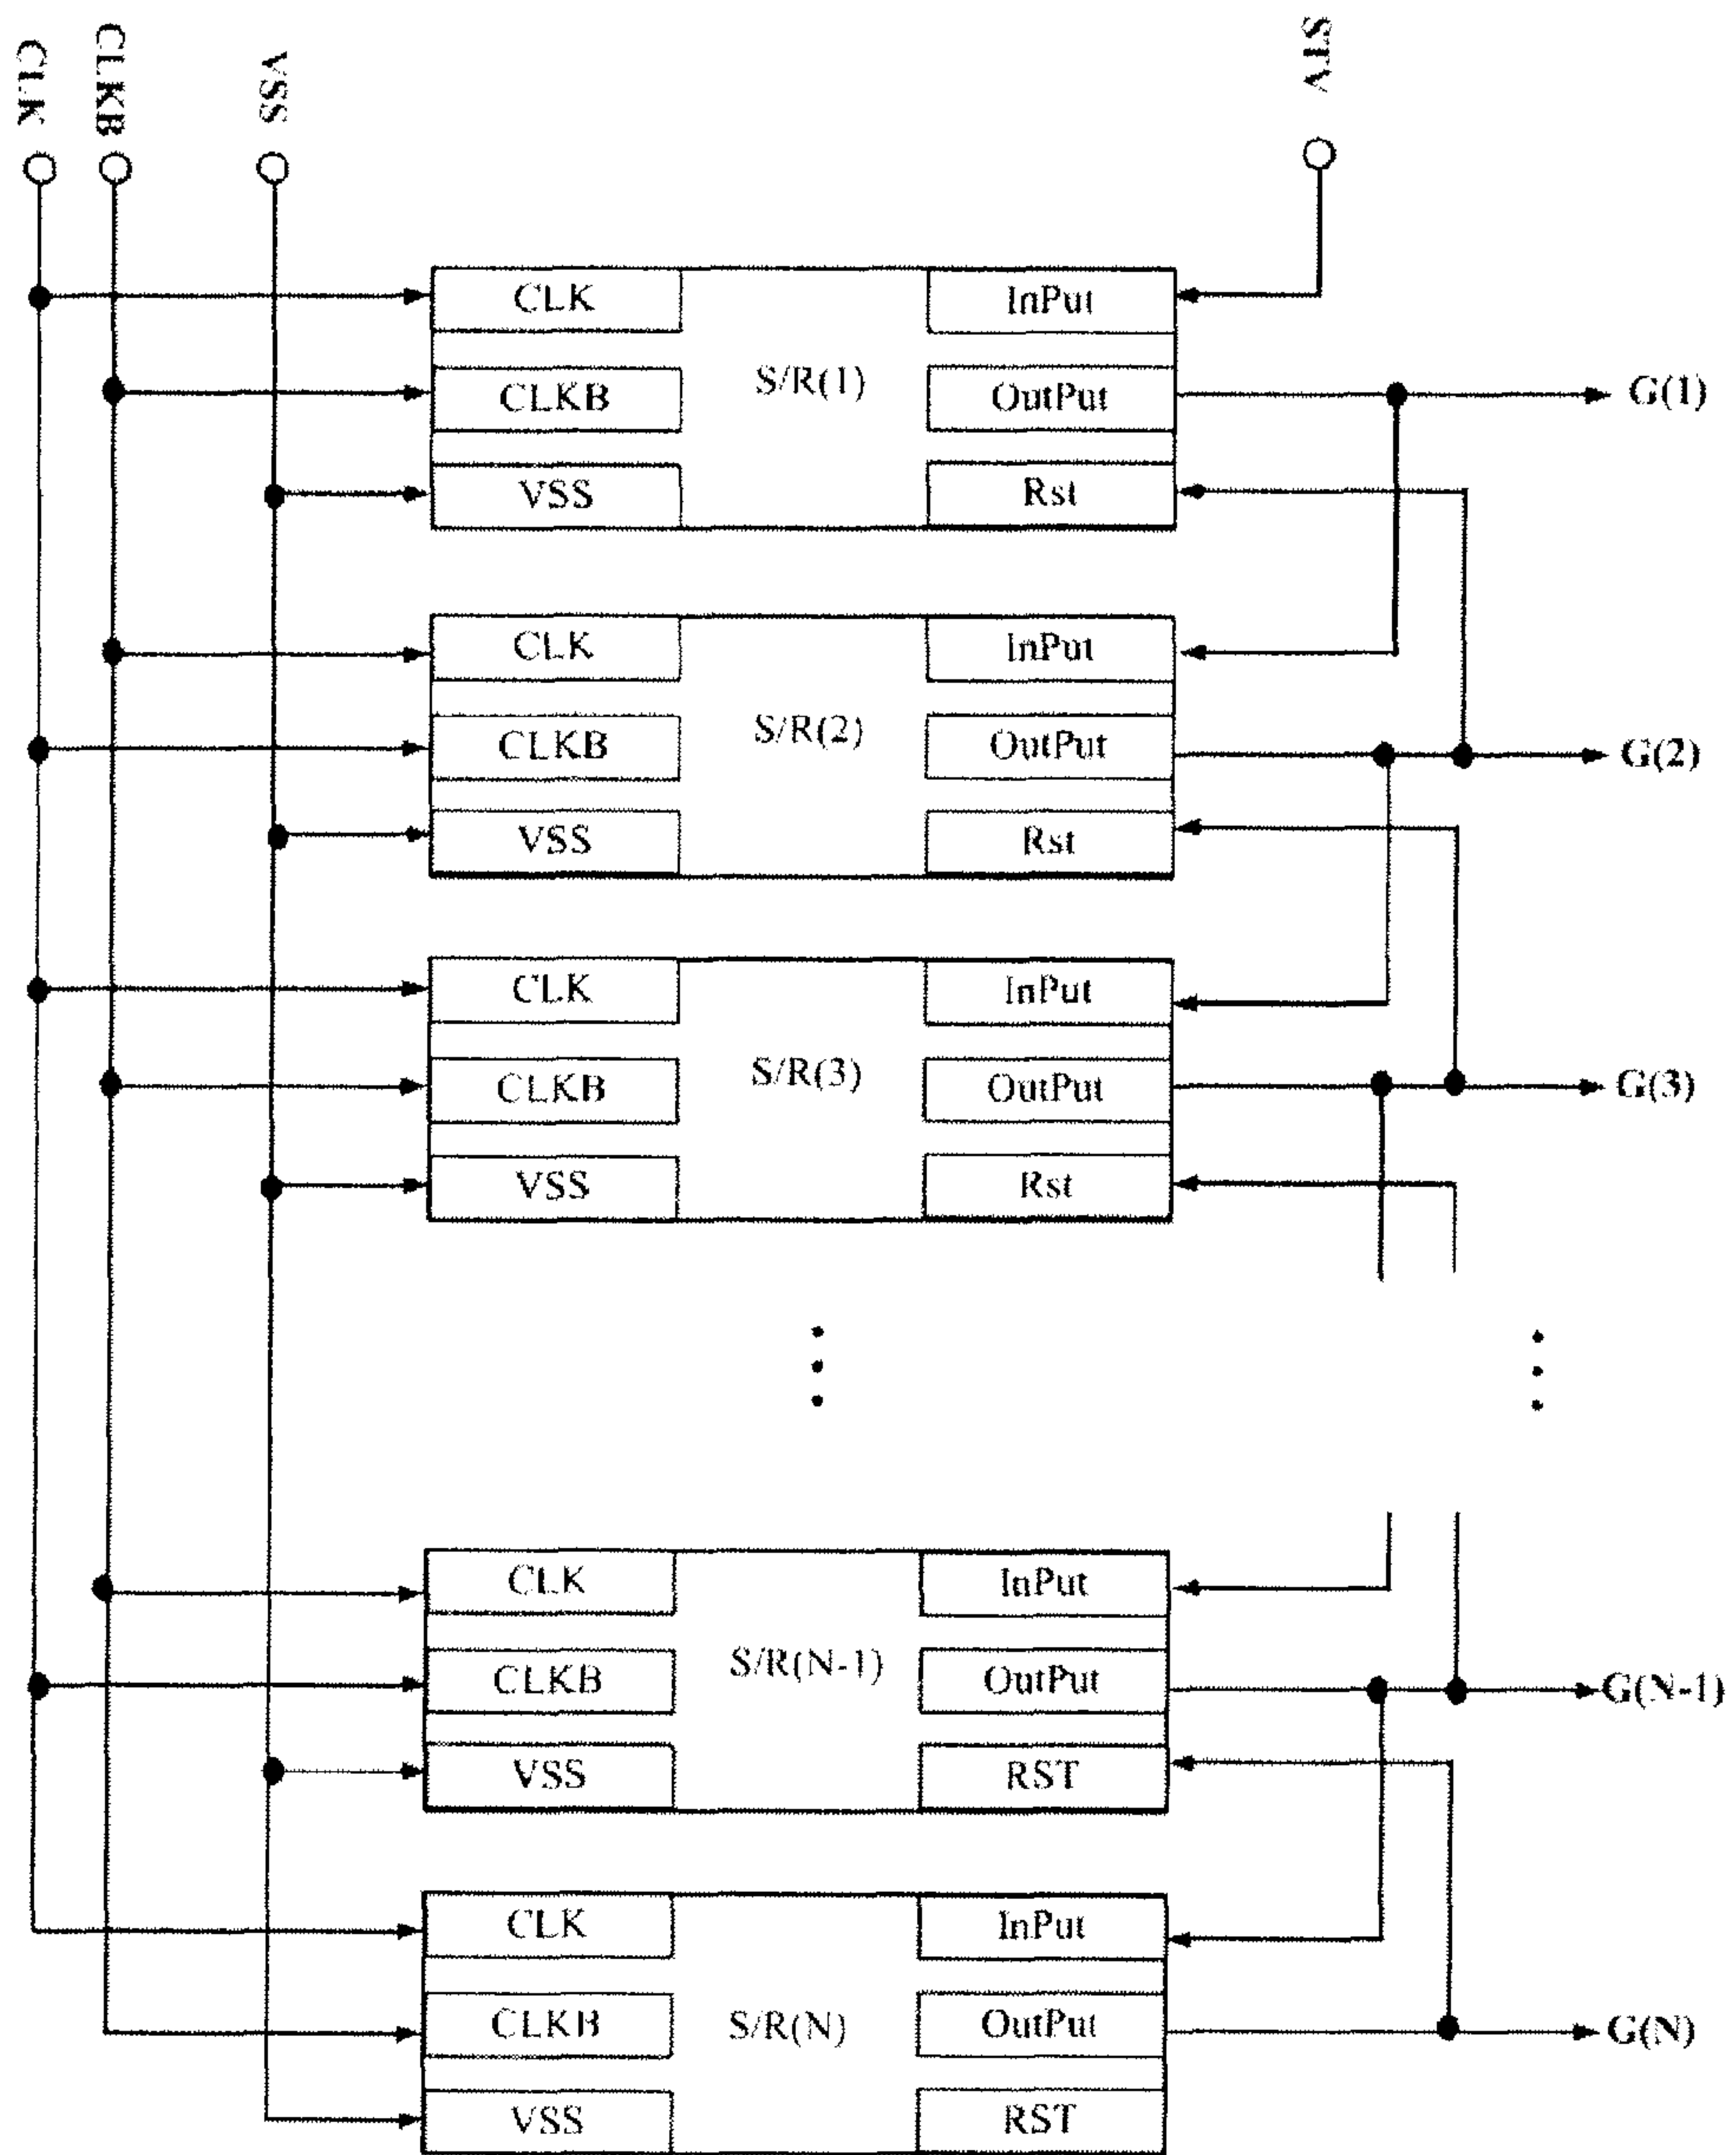 CLK
CLKB
VSS
STV
CLK
InPut
CLKB
S/R(1)
OutPut
G(1)
VSS
Rst
CLK
InPut
CLKB
S/R(2)
OutPut
G(2)
VSS
Rst
CLK
InPut
CLKB
S/R(3)
OutPut
G(3)
VSS
Rst
CLK
InPut
CLKB
S/R(N-1)
OutPut
G(N-1)
VSS
RST
CLK
InPut
CLKB
S/R(N)
OutPut
G(N)
VSS
RST